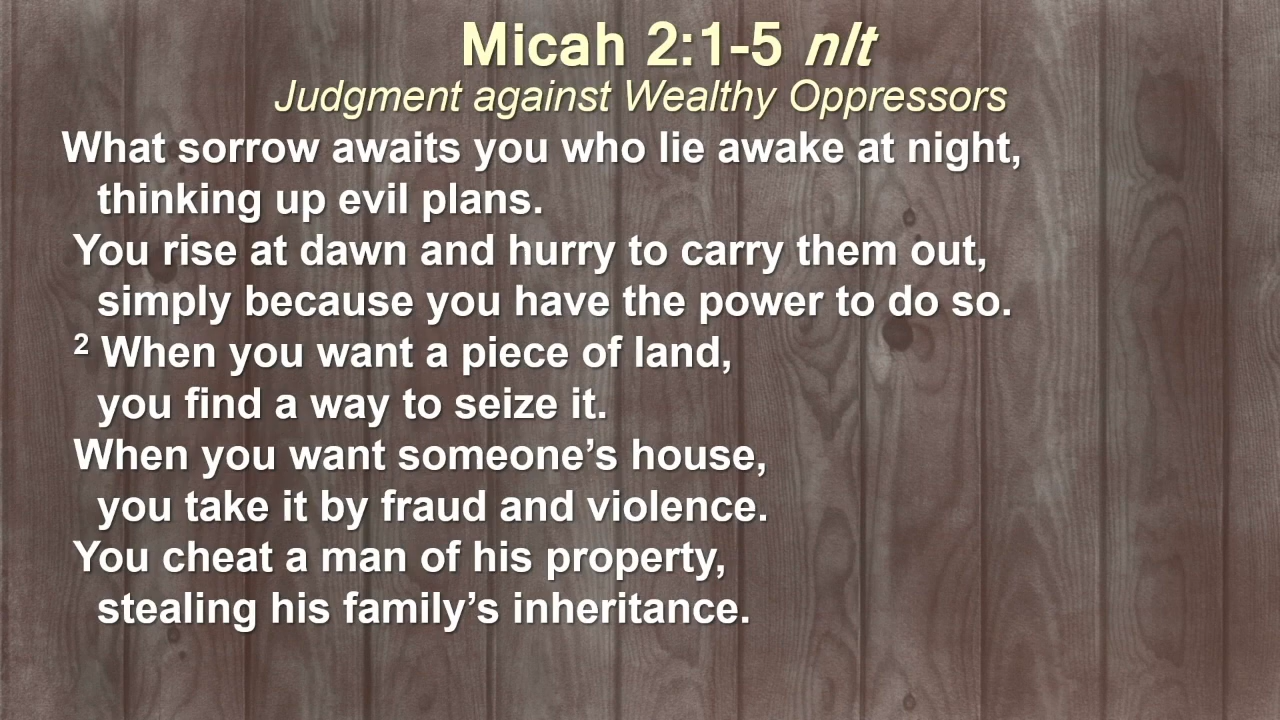 Micah 2:1-5 nlt
Judgment against Wealthy Oppressors
What sorrow awaits you who lie awake at night,
thinking up evil plans.
You rise at dawn and hurry to carry them out,
simply because you have the power to do so.
2 When you want a piece of land,
you find a way to seize it.
When you want someone’s house,
you take it by fraud and violence.
You cheat a man of his property,
stealing his family’s inheritance.